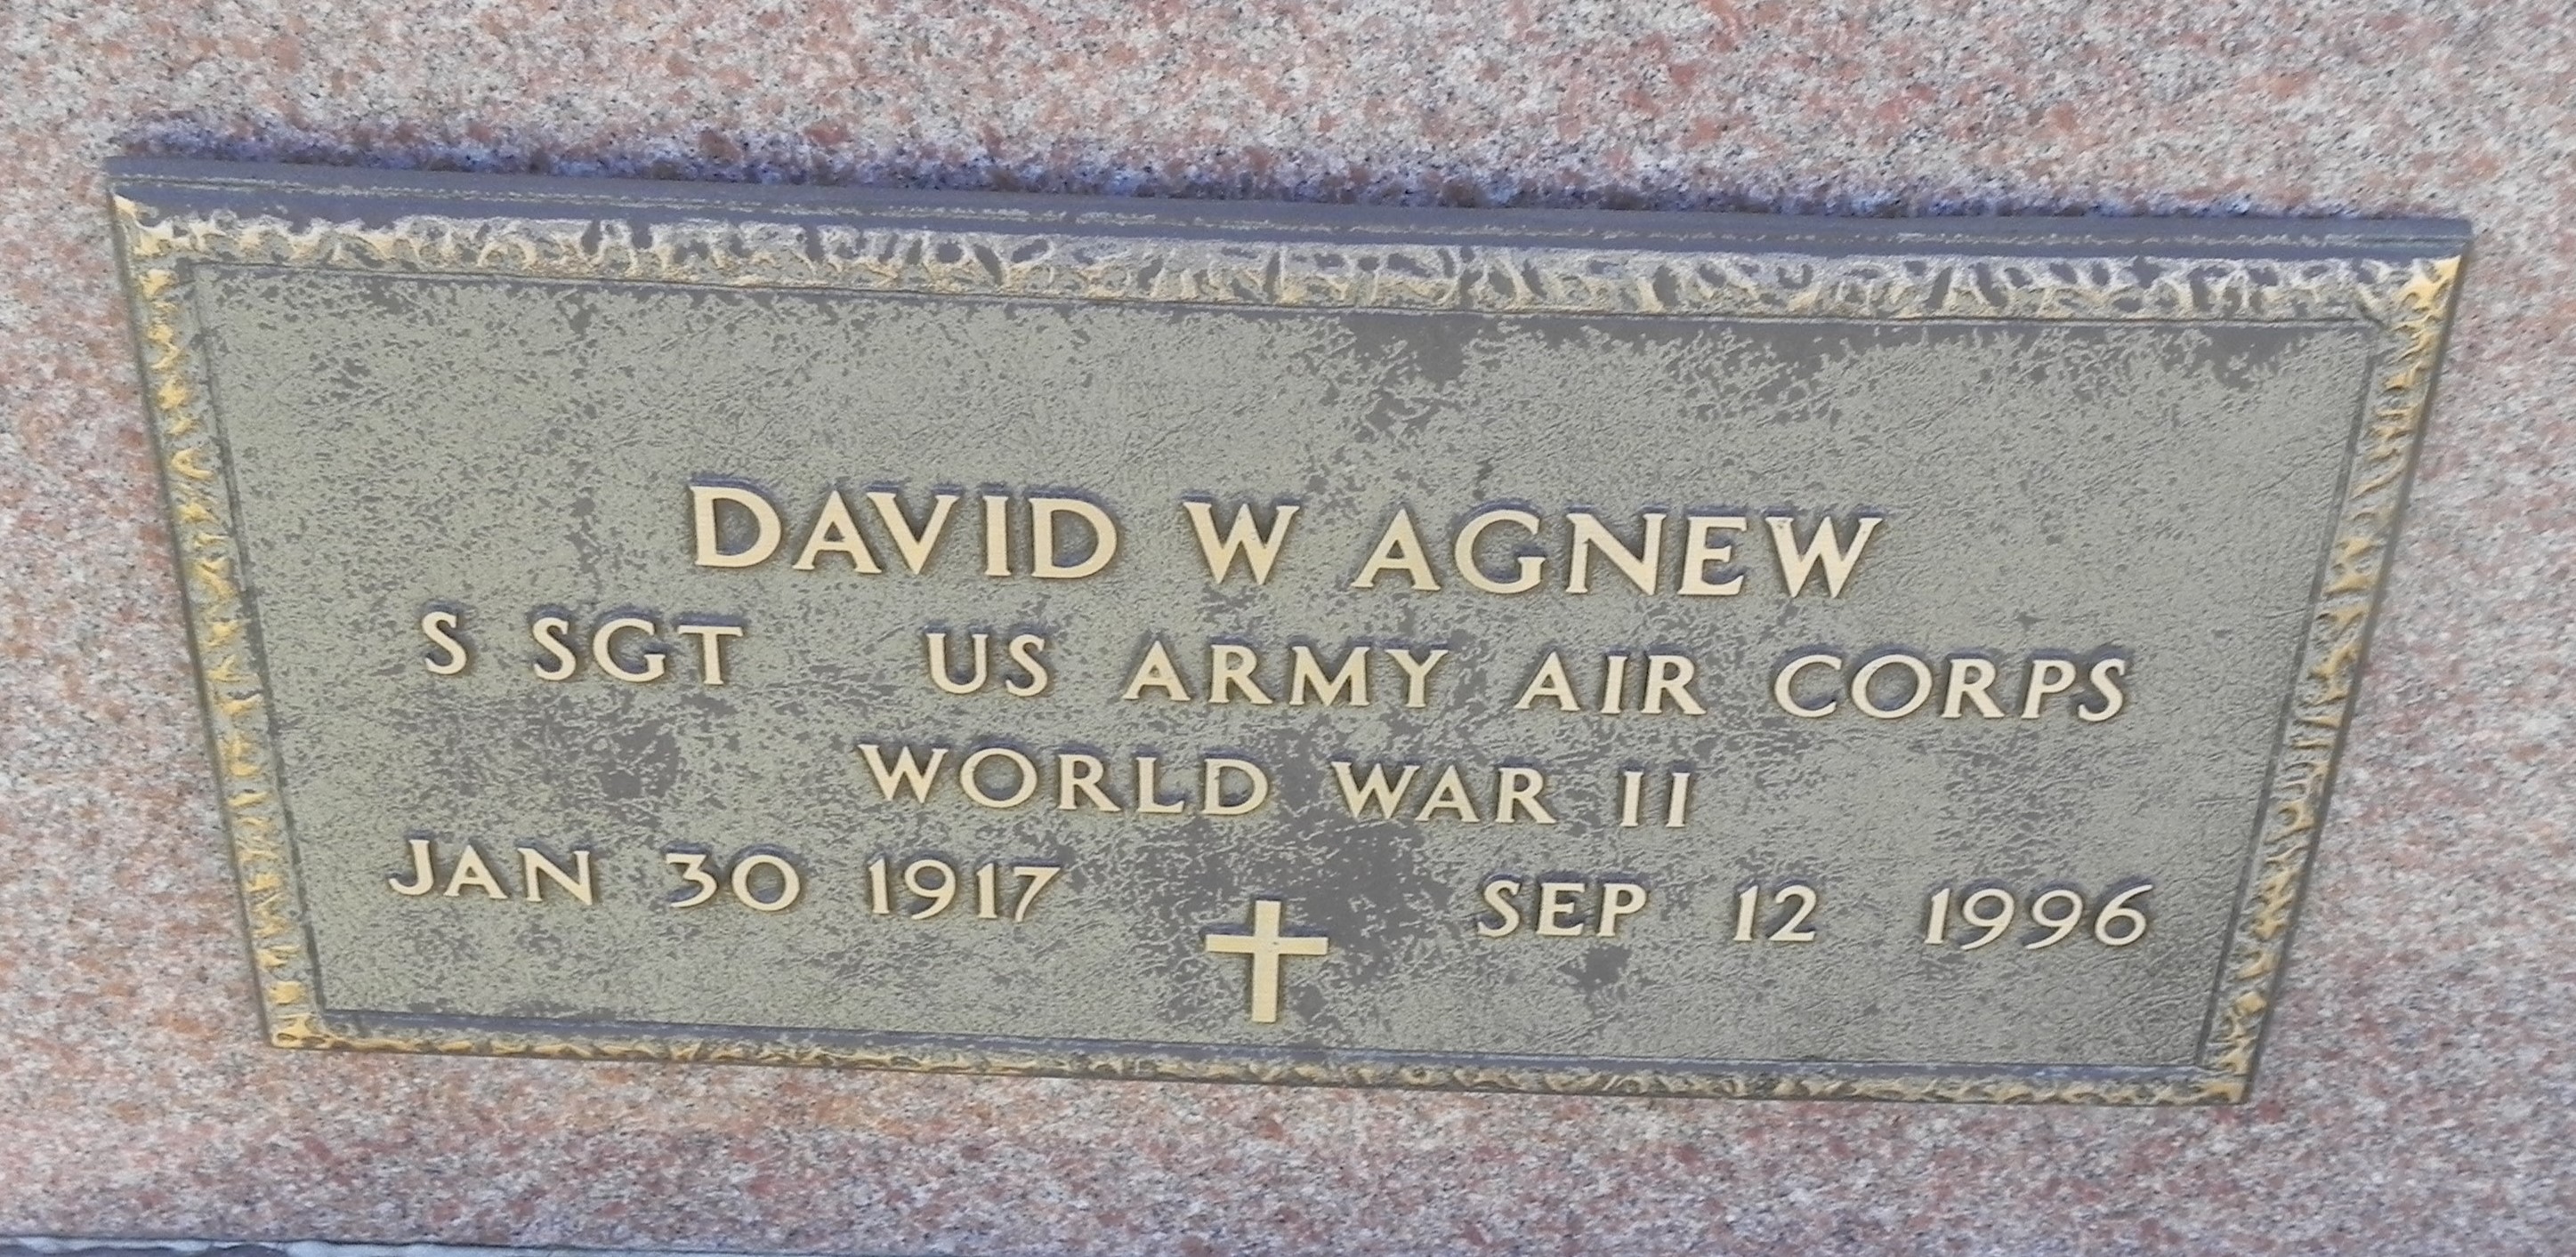 DAVID W AGNEW
S SGT US ARMY AIR CORPS
WORLD WAR II
JAN 30 1917 SEP 12 1996